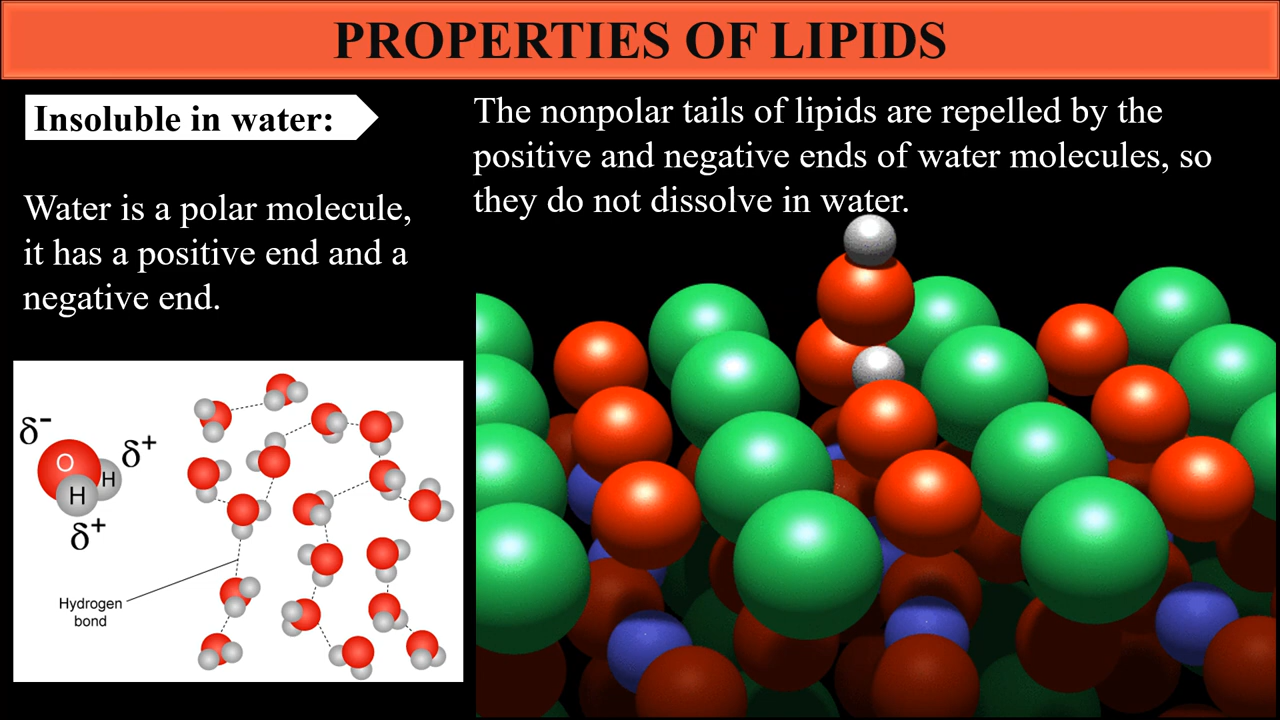 PROPERTIES OF LIPIDS
Insoluble in water:
Water is a polar molecule,
it has a positive end and a
negative end.
The nonpolar tails of lipids are repelled by the
positive and negative ends of water molecules, so
they do not dissolve in water.
δ-
O
H
H
δ+
δ+
Hydrogen
bond